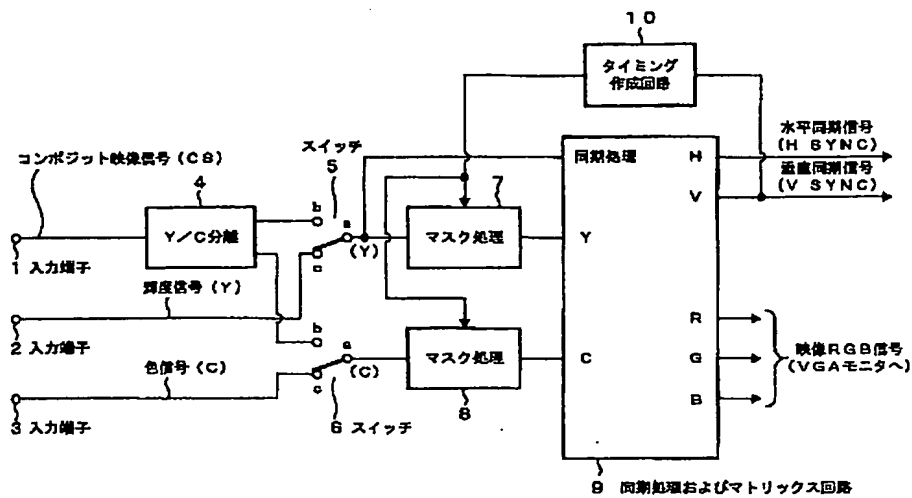 10
タイミング
作成回路
コンポジット映像信号(CS)
スイッチ
5
4
Y/C分離
b
a
c
(Y)
7
マスク処理
同期処理
H
V
Y
C
R
G
B
水平同期信号
(H SYNC)
垂直同期信号
(V SYNC)
1 入力端子
輝度信号(Y)
2 入力端子
b
a
c
(C)
マスク処理
8
色信号(C)
3 入力端子
6 スイッチ
映像RGB信号
(VGAモニタへ)
9 同期処理およびマトリックス回路